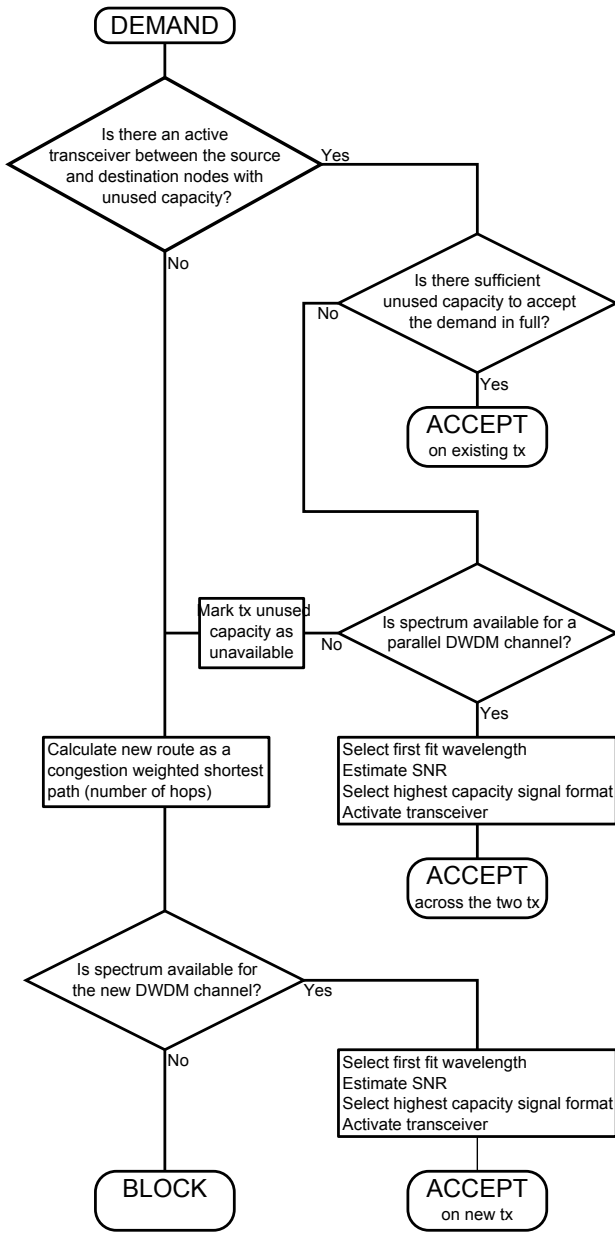 DEMAND
Is there an active
transceiver between the source
and destination nodes with
unused capacity?
Yes
No
Is there sufficient
unused capacity to accept
the demand in full?
No
Yes
ACCEPT
on existing tx
Mark tx unused
capacity as
unavailable
No
Is spectrum available for a
parallel DWDM channel?
Yes
Calculate new route as a
congestion weighted shortest
path (number of hops)
Select first fit wavelength
Estimate SNR
Select highest capacity signal format
Activate transceiver
ACCEPT
across the two tx
Is spectrum available for
the new DWDM channel?
Yes
No
Select first fit wavelength
Estimate SNR
Select highest capacity signal format
Activate transceiver
BLOCK
ACCEPT
on new tx